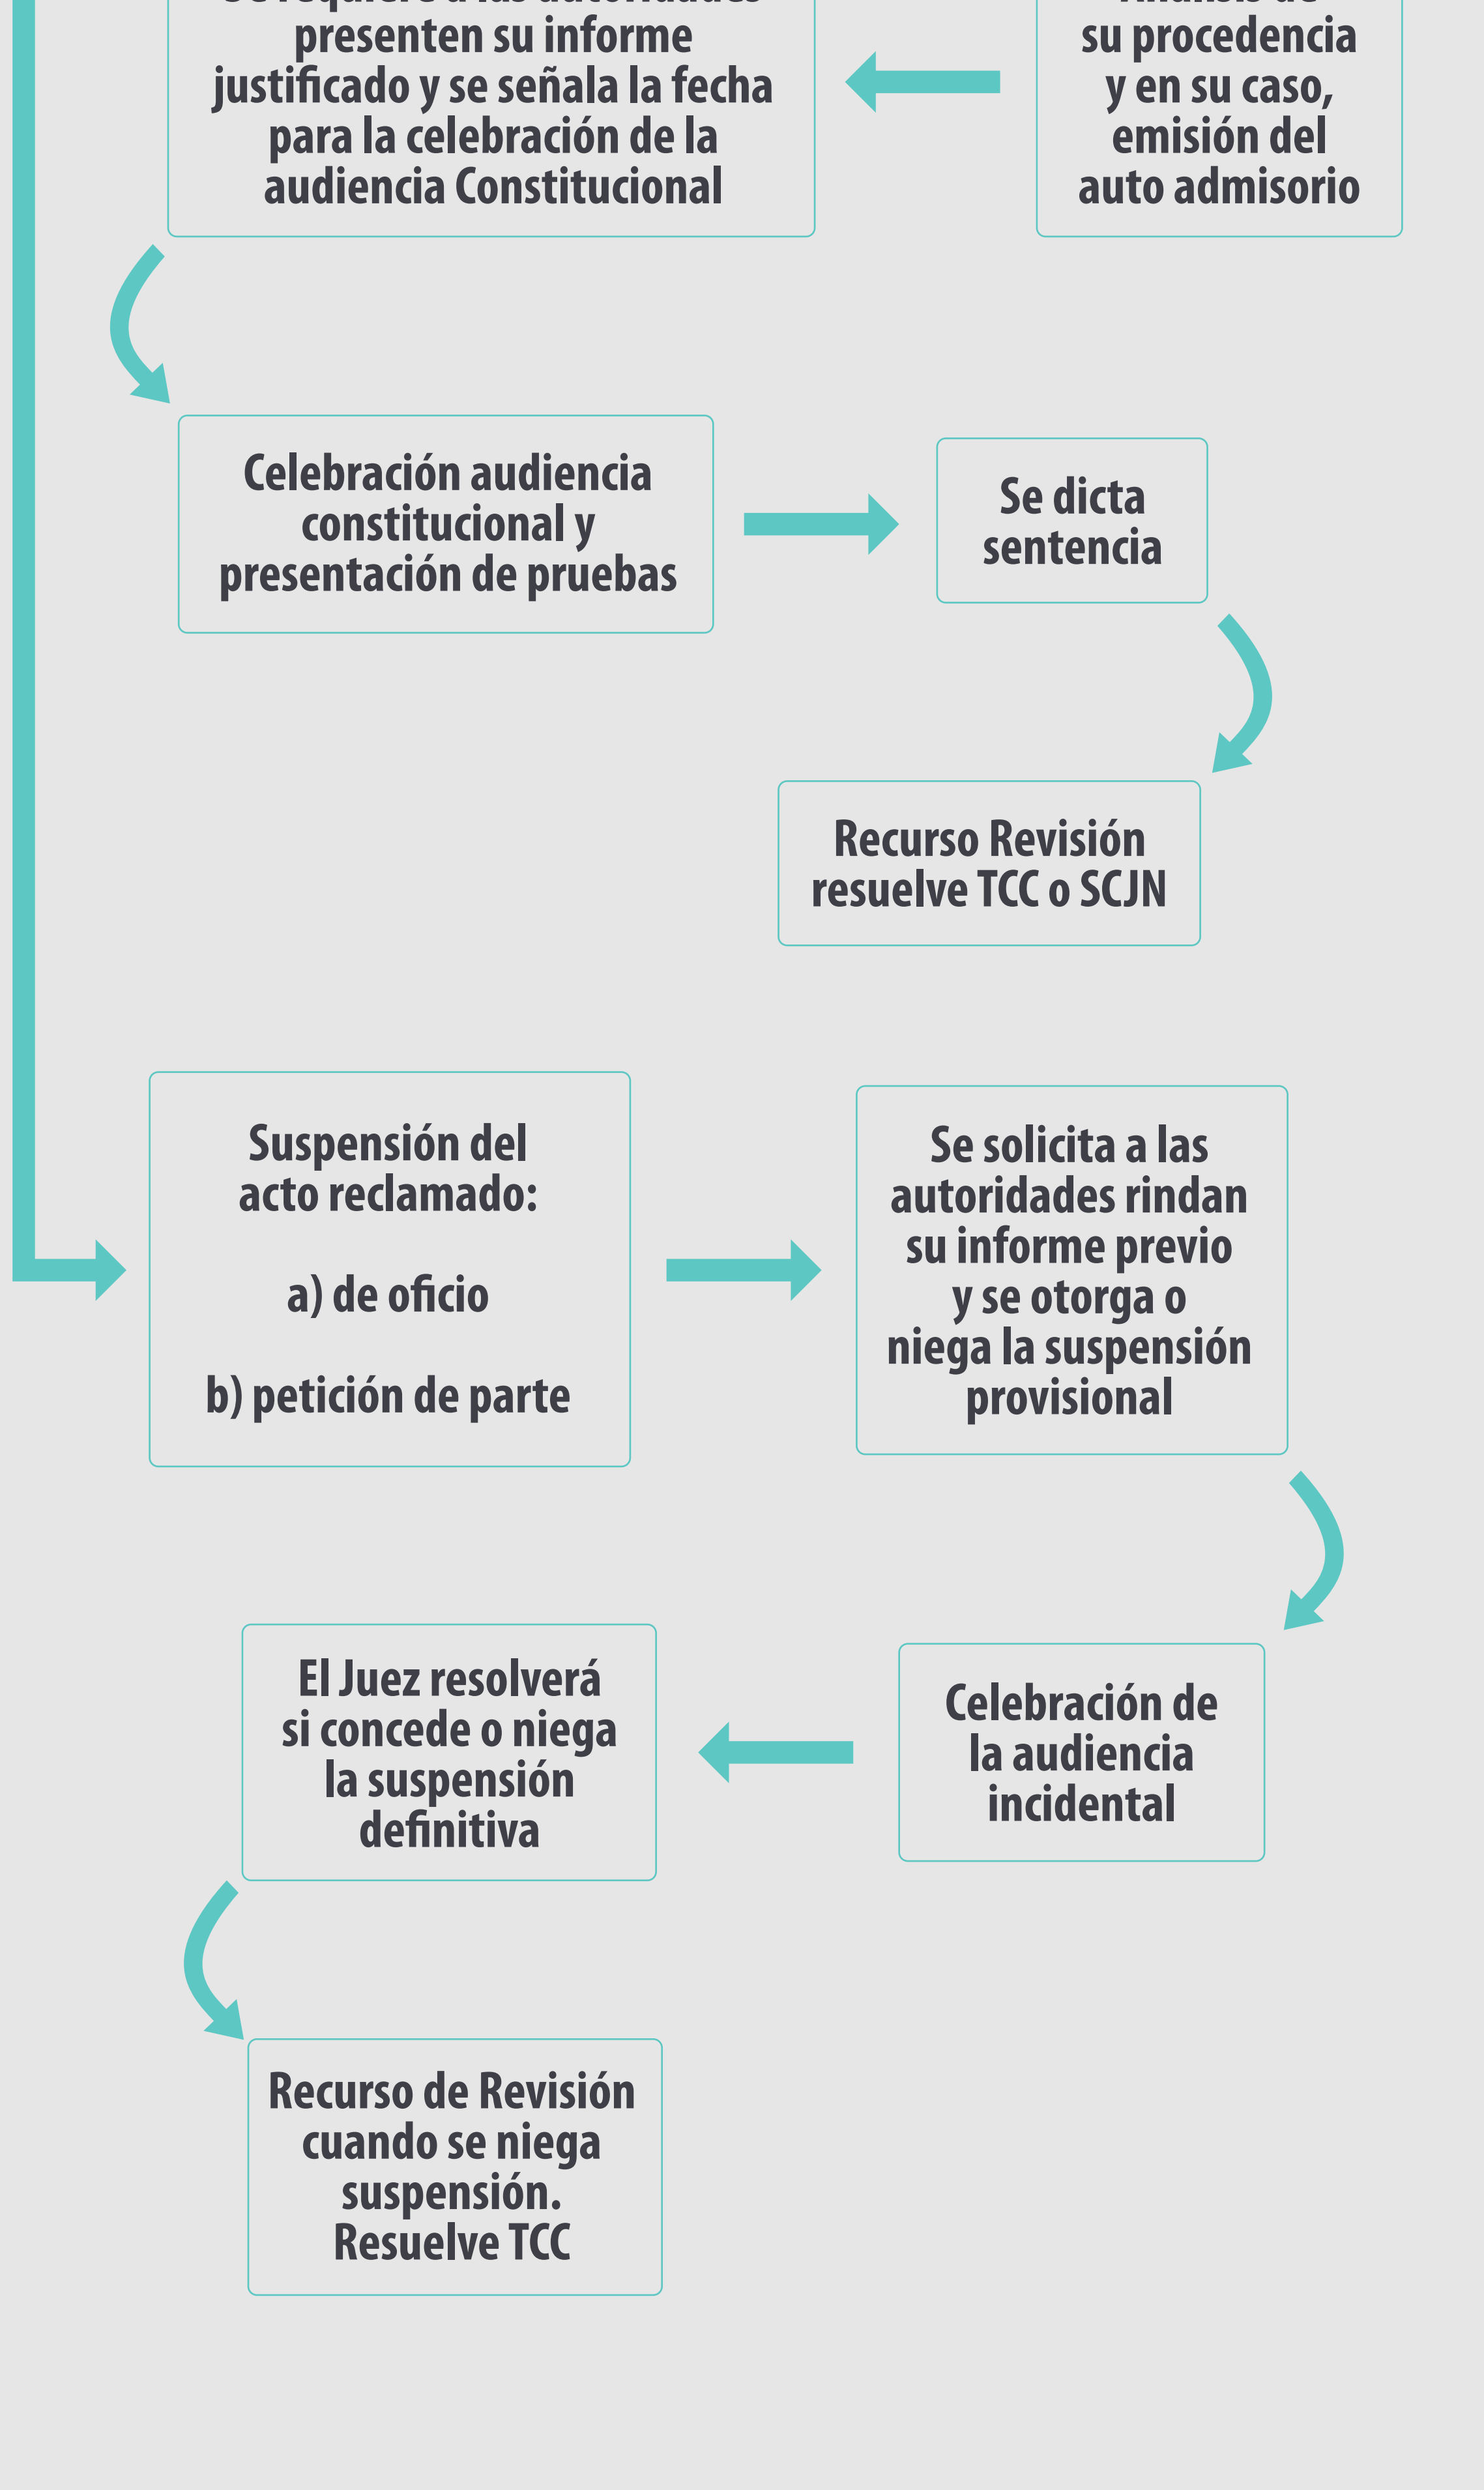 presenten su informe
justificado y se señala la fecha
para la celebración de la
audiencia Constitucional
su procedencia
y en su caso,
emisión del
auto admisorio
Celebración audiencia
constitucional y
presentación de pruebas
Se dicta
sentencia
Recurso Revisión
resuelve TCC o SCJN
Suspensión del
acto reclamado:
a) de oficio
b) petición de parte
Se solicita a las
autoridades rindan
su informe previo
y se otorga o
niega la suspensión
provisional
Celebración de
la audiencia
incidental
El Juez resolverá
si concede o niega
la suspensión
definitiva
Recurso de Revisión
cuando se niega
suspensión.
Resuelve TCC